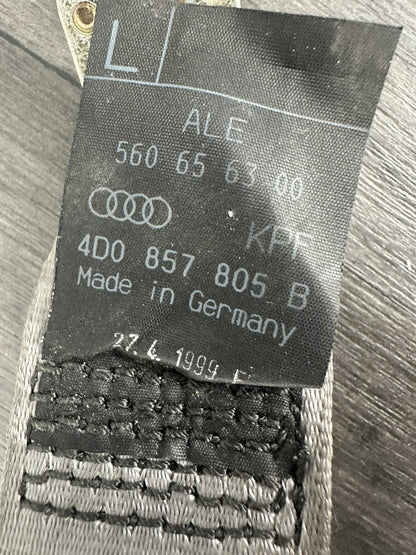 L
ALE
560 65 63 00
KPF
4D0 857 805 B
Made in Germany
27.4.1999